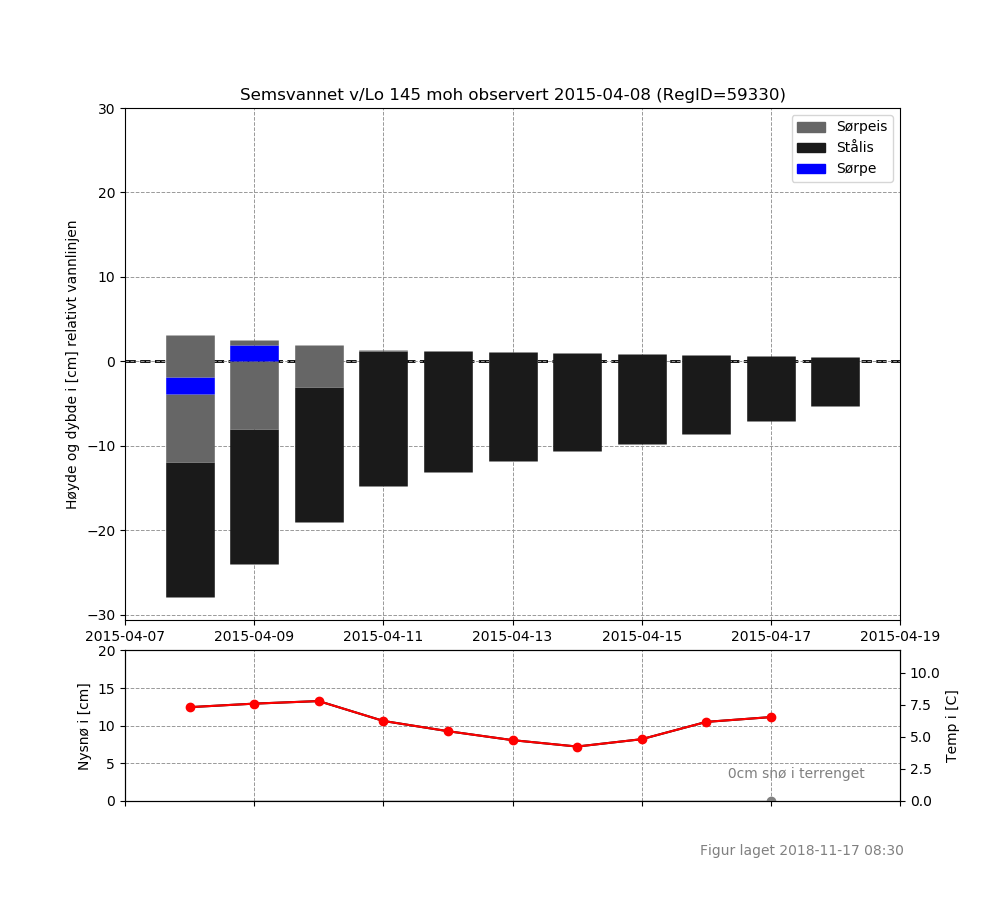 Semsvannet v/Lo 145 moh observert 2015-04-08 (RegID=59330)
Sørpeis
Stålis
Sørpe
Høyde og dybde i [cm] relativt vannlinjen
30
20
10
0
−10
−20
−30
2015-04-07 2015-04-09 2015-04-11 2015-04-13 2015-04-15 2015-04-17 2015-04-19
Nysnø i [cm]
20
15
10
5
0
10.0
7.5
5.0
2.5
0.0
Temp i [C]
0cm snø i terrenget
Figur laget 2018-11-17 08:30